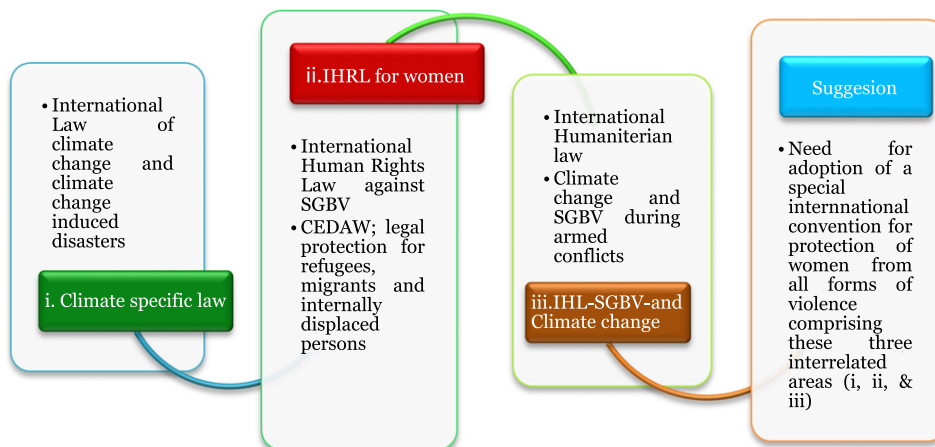 • International
Law of
climate
change and
climate
change
induced
disasters
i. Climate specific law
ii.IHRL for women
• International
Human Rights
Law against
SGBV
• CEDAW; legal
protection for
refugees,
migrants and
internally
displaced
persons
• International
Humaniterian
law
• Climate
change and
SGBV during
armed
conflicts
iii.IHL-SGBV-and
Climate change
Suggesion
• Need for
adoption of a
special
internnational
convention for
protection of
women from
all forms of
violence
comprising
these three
interrelated
areas (i, ii, &
iii)